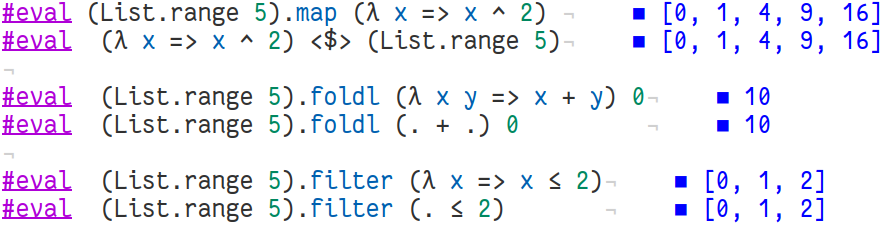 #eval (List.range 5).map (λ x => x ^ 2) ¬ ■ [0, 1, 4, 9, 16]
#eval (λ x => x ^ 2) <$> (List.range 5)¬ ■ [0, 1, 4, 9, 16]
¬
#eval (List.range 5).foldl (λ x y => x + y) 0¬ ■ 10
#eval (List.range 5).foldl (. + .) 0 ¬ ■ 10
¬
#eval (List.range 5).filter (λ x => x ≤ 2)¬ ■ [0, 1, 2]
#eval (List.range 5).filter (. ≤ 2) ¬ ■ [0, 1, 2]